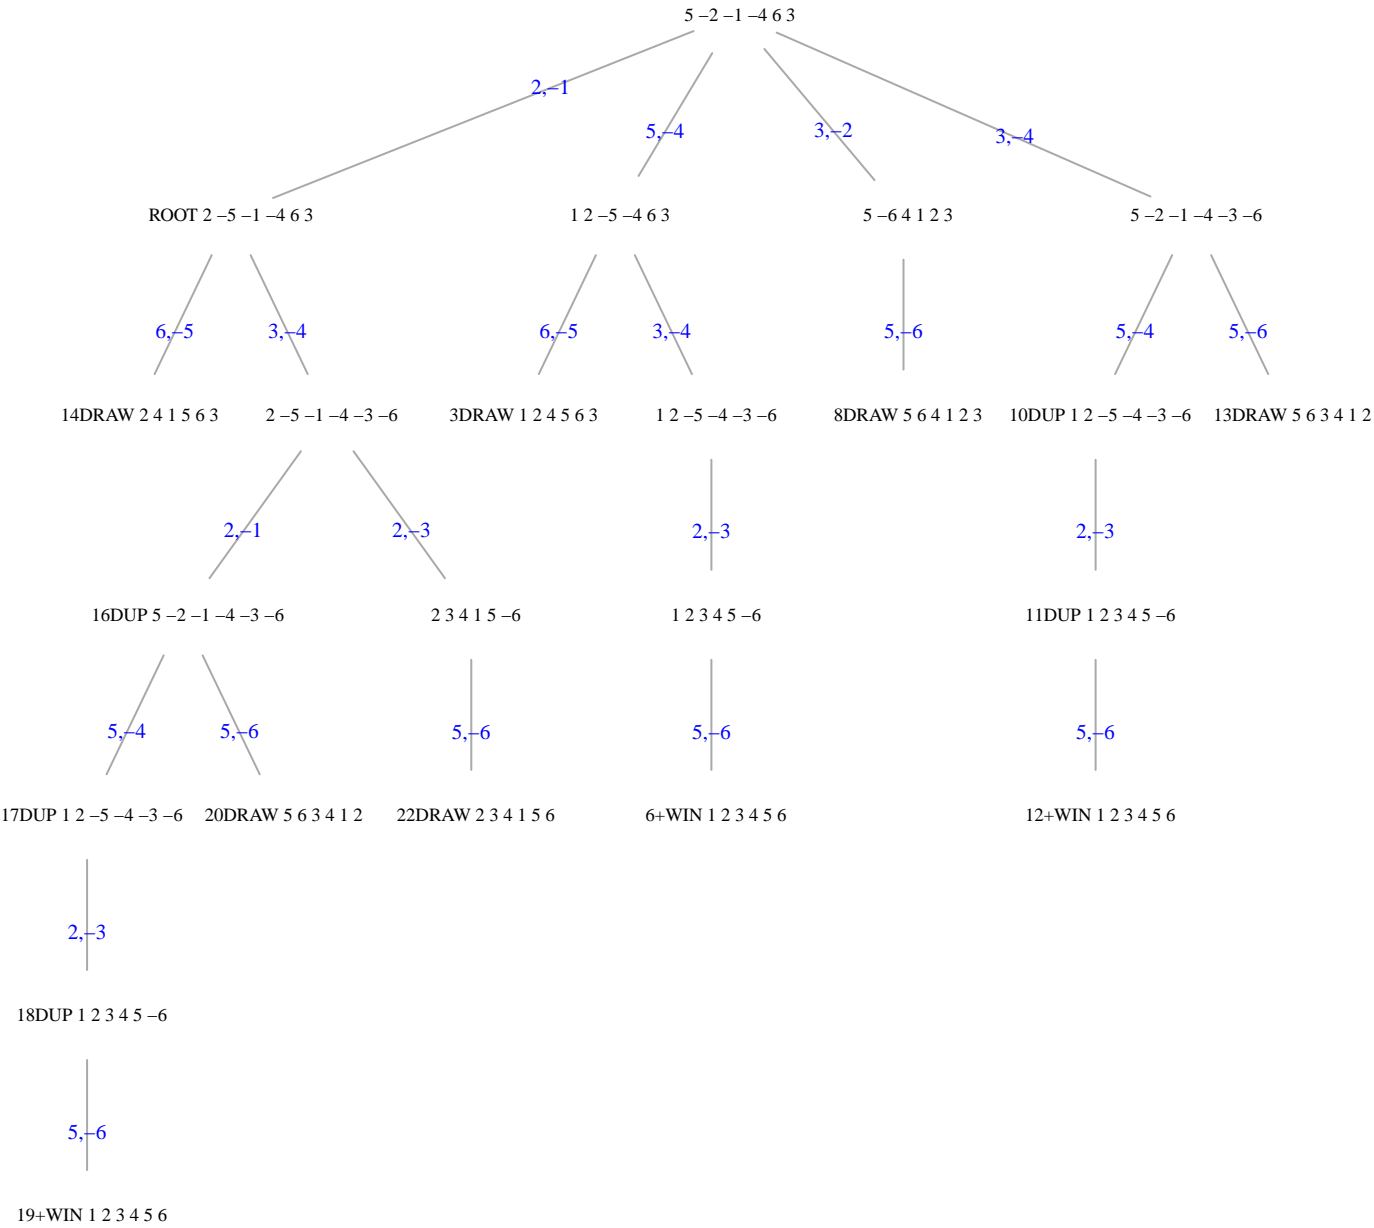 5 –2 –1 –4 6 3
2,–1
5,–4
3,–2
3,–4
ROOT 2 –5 –1 –4 6 3
1 2 –5 –4 6 3
5 –6 4 1 2 3
5 –2 –1 –4 –3 –6
6,–5
3,–4
6,–5
3,–4
5,–6
5,–4
5,–6
14DRAW 2 4 1 5 6 3
2 –5 –1 –4 –3 –6
3DRAW 1 2 4 5 6 3
1 2 –5 –4 –3 –6
8DRAW 5 6 4 1 2 3
10DUP 1 2 –5 –4 –3 –6
13DRAW 5 6 3 4 1 2
2,–1
2,–3
2,–3
2,–3
16DUP 5 –2 –1 –4 –3 –6
2 3 4 1 5 –6
1 2 3 4 5 –6
11DUP 1 2 3 4 5 –6
5,–4
5,–6
5,–6
5,–6
5,–6
17DUP 1 2 –5 –4 –3 –6
20DRAW 5 6 3 4 1 2
22DRAW 2 3 4 1 5 6
6+WIN 1 2 3 4 5 6
12+WIN 1 2 3 4 5 6
2,–3
18DUP 1 2 3 4 5 –6
5,–6
19+WIN 1 2 3 4 5 6